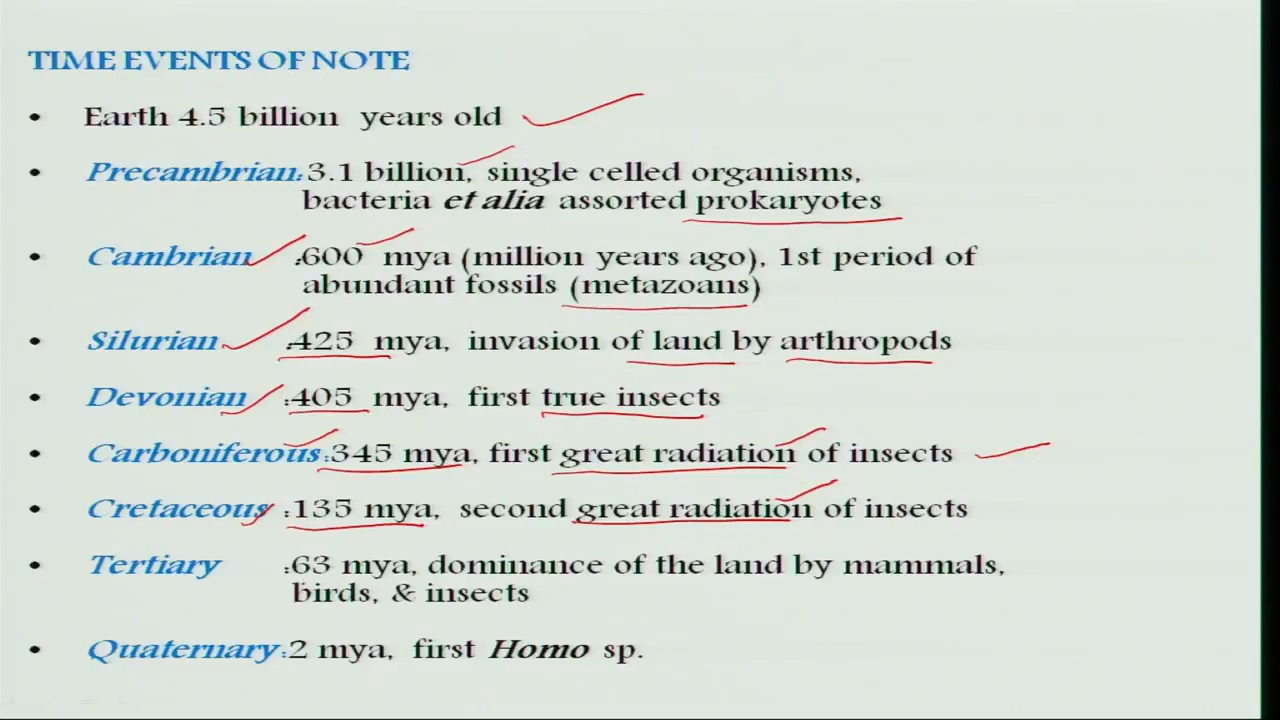 TIME EVENTS OF NOTE
• Earth 4.5 billion years old
• Precambrian: 3.1 billion, single celled organisms,
bacteria et alia assorted prokaryotes
• Cambrian :600 mya (million years ago), 1st period of
abundant fossils (metazoans)
• Silurian :425 mya, invasion of land by arthropods
• Devonian :405 mya, first true insects
• Carboniferous:345 mya, first great radiation of insects
• Cretaceous :135 mya, second great radiation of insects
• Tertiary :63 mya, dominance of the land by mammals,
birds, & insects
• Quaternary:2 mya, first Homo sp.